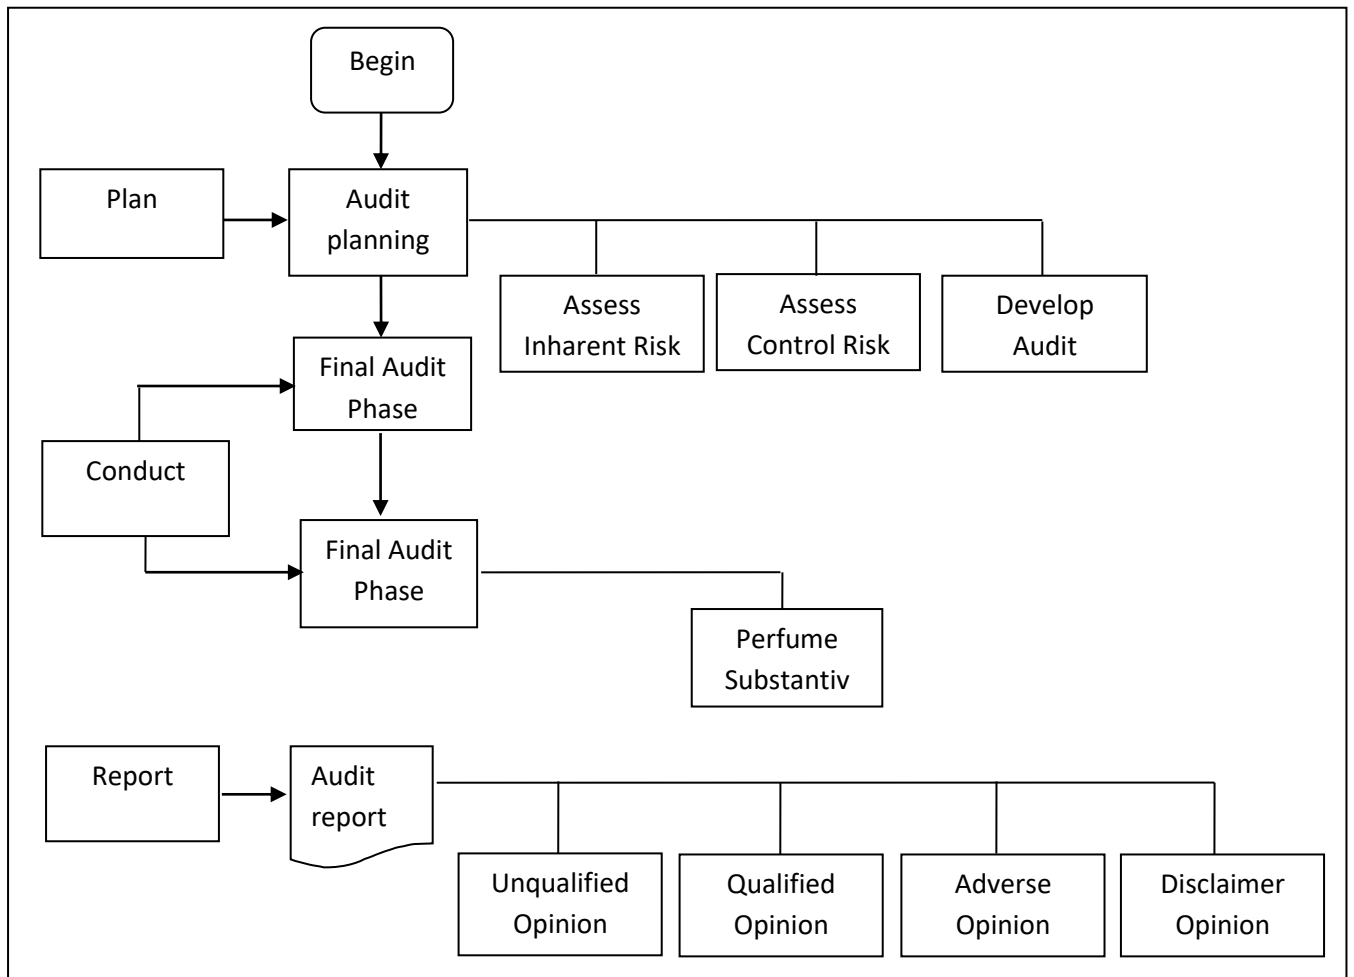 Begin
Plan
Audit
planning
Assess
Inharent Risk
Assess
Control Risk
Develop
Audit
Final Audit
Phase
Conduct
Final Audit
Phase
Perfume
Substantiv
Report
Audit
report
Unqualified
Opinion
Qualified
Opinion
Adverse
Opinion
Disclaimer
Opinion